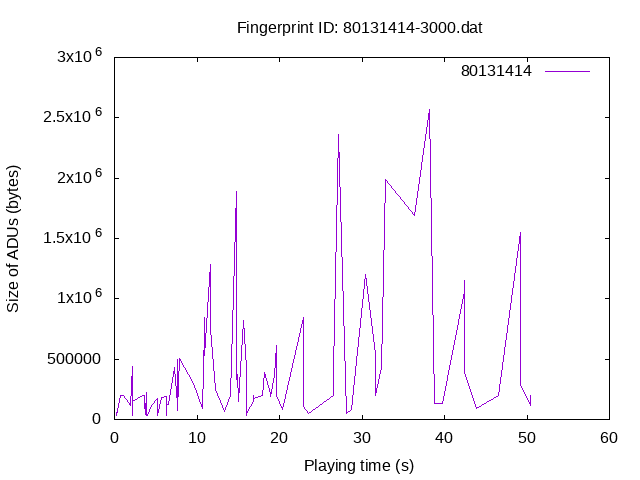 Fingerprint ID: 80131414-3000.dat
80131414
3x10 6
2.5x10 6
2x10 6
1.5x10 6
1x10 6
500000
0
Size of ADUs (bytes)
0 10 20 30 40 50 60
Playing time (s)